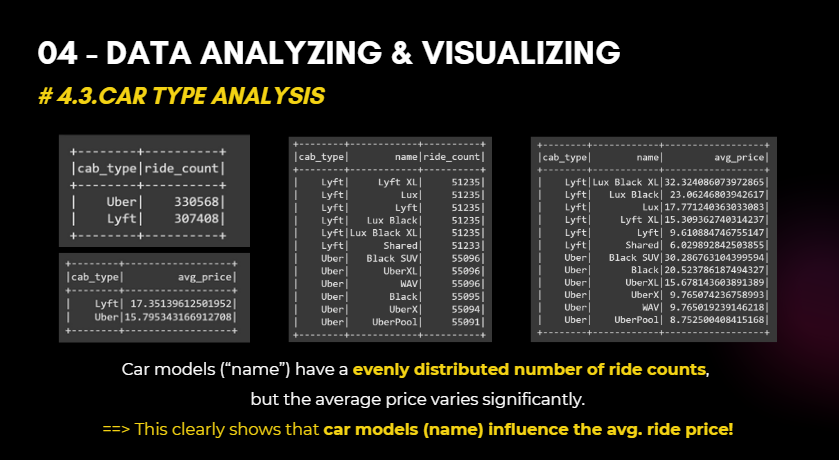 04 - DATA ANALYZING & VISUALIZING
# 4.3.CAR TYPE ANALYSIS
+--------+----------+
|cab_type|ride_count|
+--------+----------+
| Uber| 330568|
| Lyft| 307408|
+--------+----------+
+--------+------------------+
|cab_type| avg_price|
+--------+------------------+
| Lyft| 17.35139612501952|
| Uber|15.795343166912708|
+--------+------------------+
+--------+------------+----------+
|cab_type| name|ride_count|
+--------+------------+----------+
| Lyft| Lyft XL| 51235|
| Lyft| Lux| 51235|
| Lyft| Lyft| 51235|
| Lyft| Lux Black| 51235|
| Lyft|Lux Black XL| 51235|
| Lyft| Shared| 51233|
| Uber| Black SUV| 55096|
| Uber| UberXL| 55096|
| Uber| WAV| 55096|
| Uber| Black| 55095|
| Uber| UberX| 55094|
| Uber| UberPool| 55091|
+--------+------------+----------+
+--------+------------+------------------+
|cab_type| name| avg_price|
+--------+------------+------------------+
| Lyft|Lux Black XL|32.324086073972865|
| Lyft| Lux Black| 23.06246803942617|
| Lyft| Lux|17.771240363033083|
| Lyft| Lyft XL|15.309362740314237|
| Lyft| Lyft| 9.610884746755147|
| Lyft| Shared| 6.029892842503855|
| Uber| Black SUV|30.286763104399594|
| Uber| Black|20.523786187494327|
| Uber| UberXL|15.678143603891389|
| Uber| UberX| 9.765074236758993|
| Uber| WAV| 9.765019239146218|
| Uber| UberPool| 8.752500408415168|
+--------+------------+------------------+
Car models (“name”) have a evenly distributed number of ride counts,
but the average price varies significantly.
==> This clearly shows that car models (name) influence the avg. ride price!